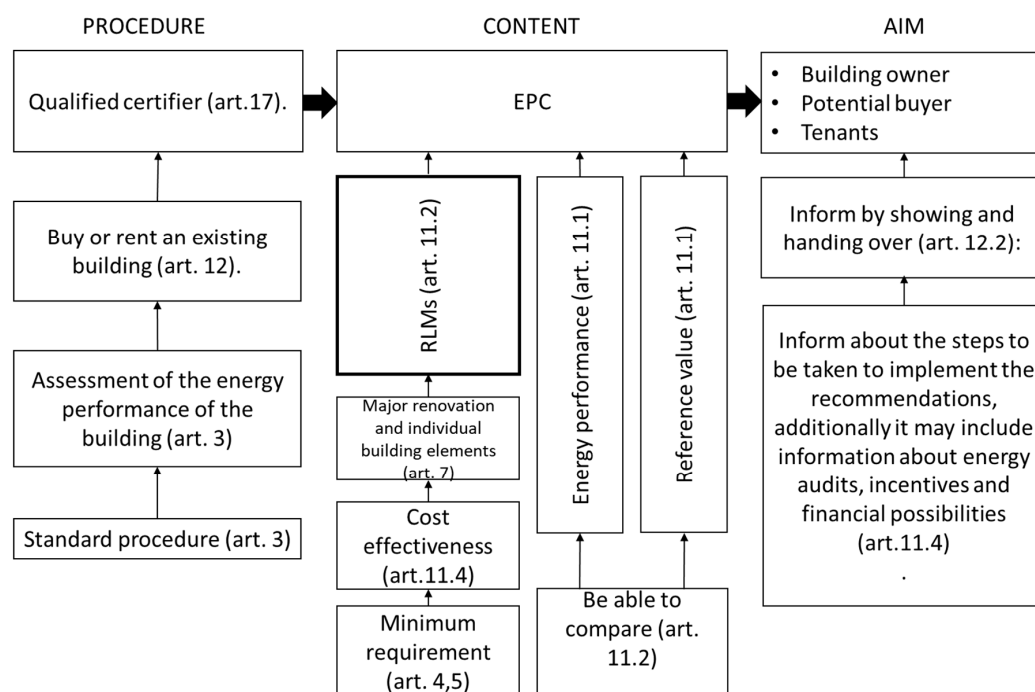 PROCEDURE
Qualified certifier (art.17).
Buy or rent an existing
building (art. 12).
Assessment of the energy
performance of the
building (art. 3)
Standard procedure (art. 3)
CONTENT
EPC
RLMs (art. 11.2)
Major renovation
and individual
building elements
(art. 7)
Cost
effectiveness
(art.11.4)
Minimum
requirement
(art. 4,5)
Energy performance (art. 11.1)
Reference value (art. 11.1)
Be able to
compare (art.
11.2)
AIM
• Building owner
• Potential buyer
• Tenants
Inform by showing and
handing over (art. 12.2):
Inform about the steps to
be taken to implement the
recommendations,
additionally it may include
information about energy
audits, incentives and
financial possibilities
(art.11.4)
.